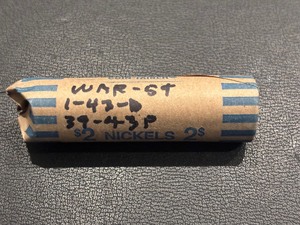 WAR-ST
1-43-D
39-43P
$2 NICKELS 2$